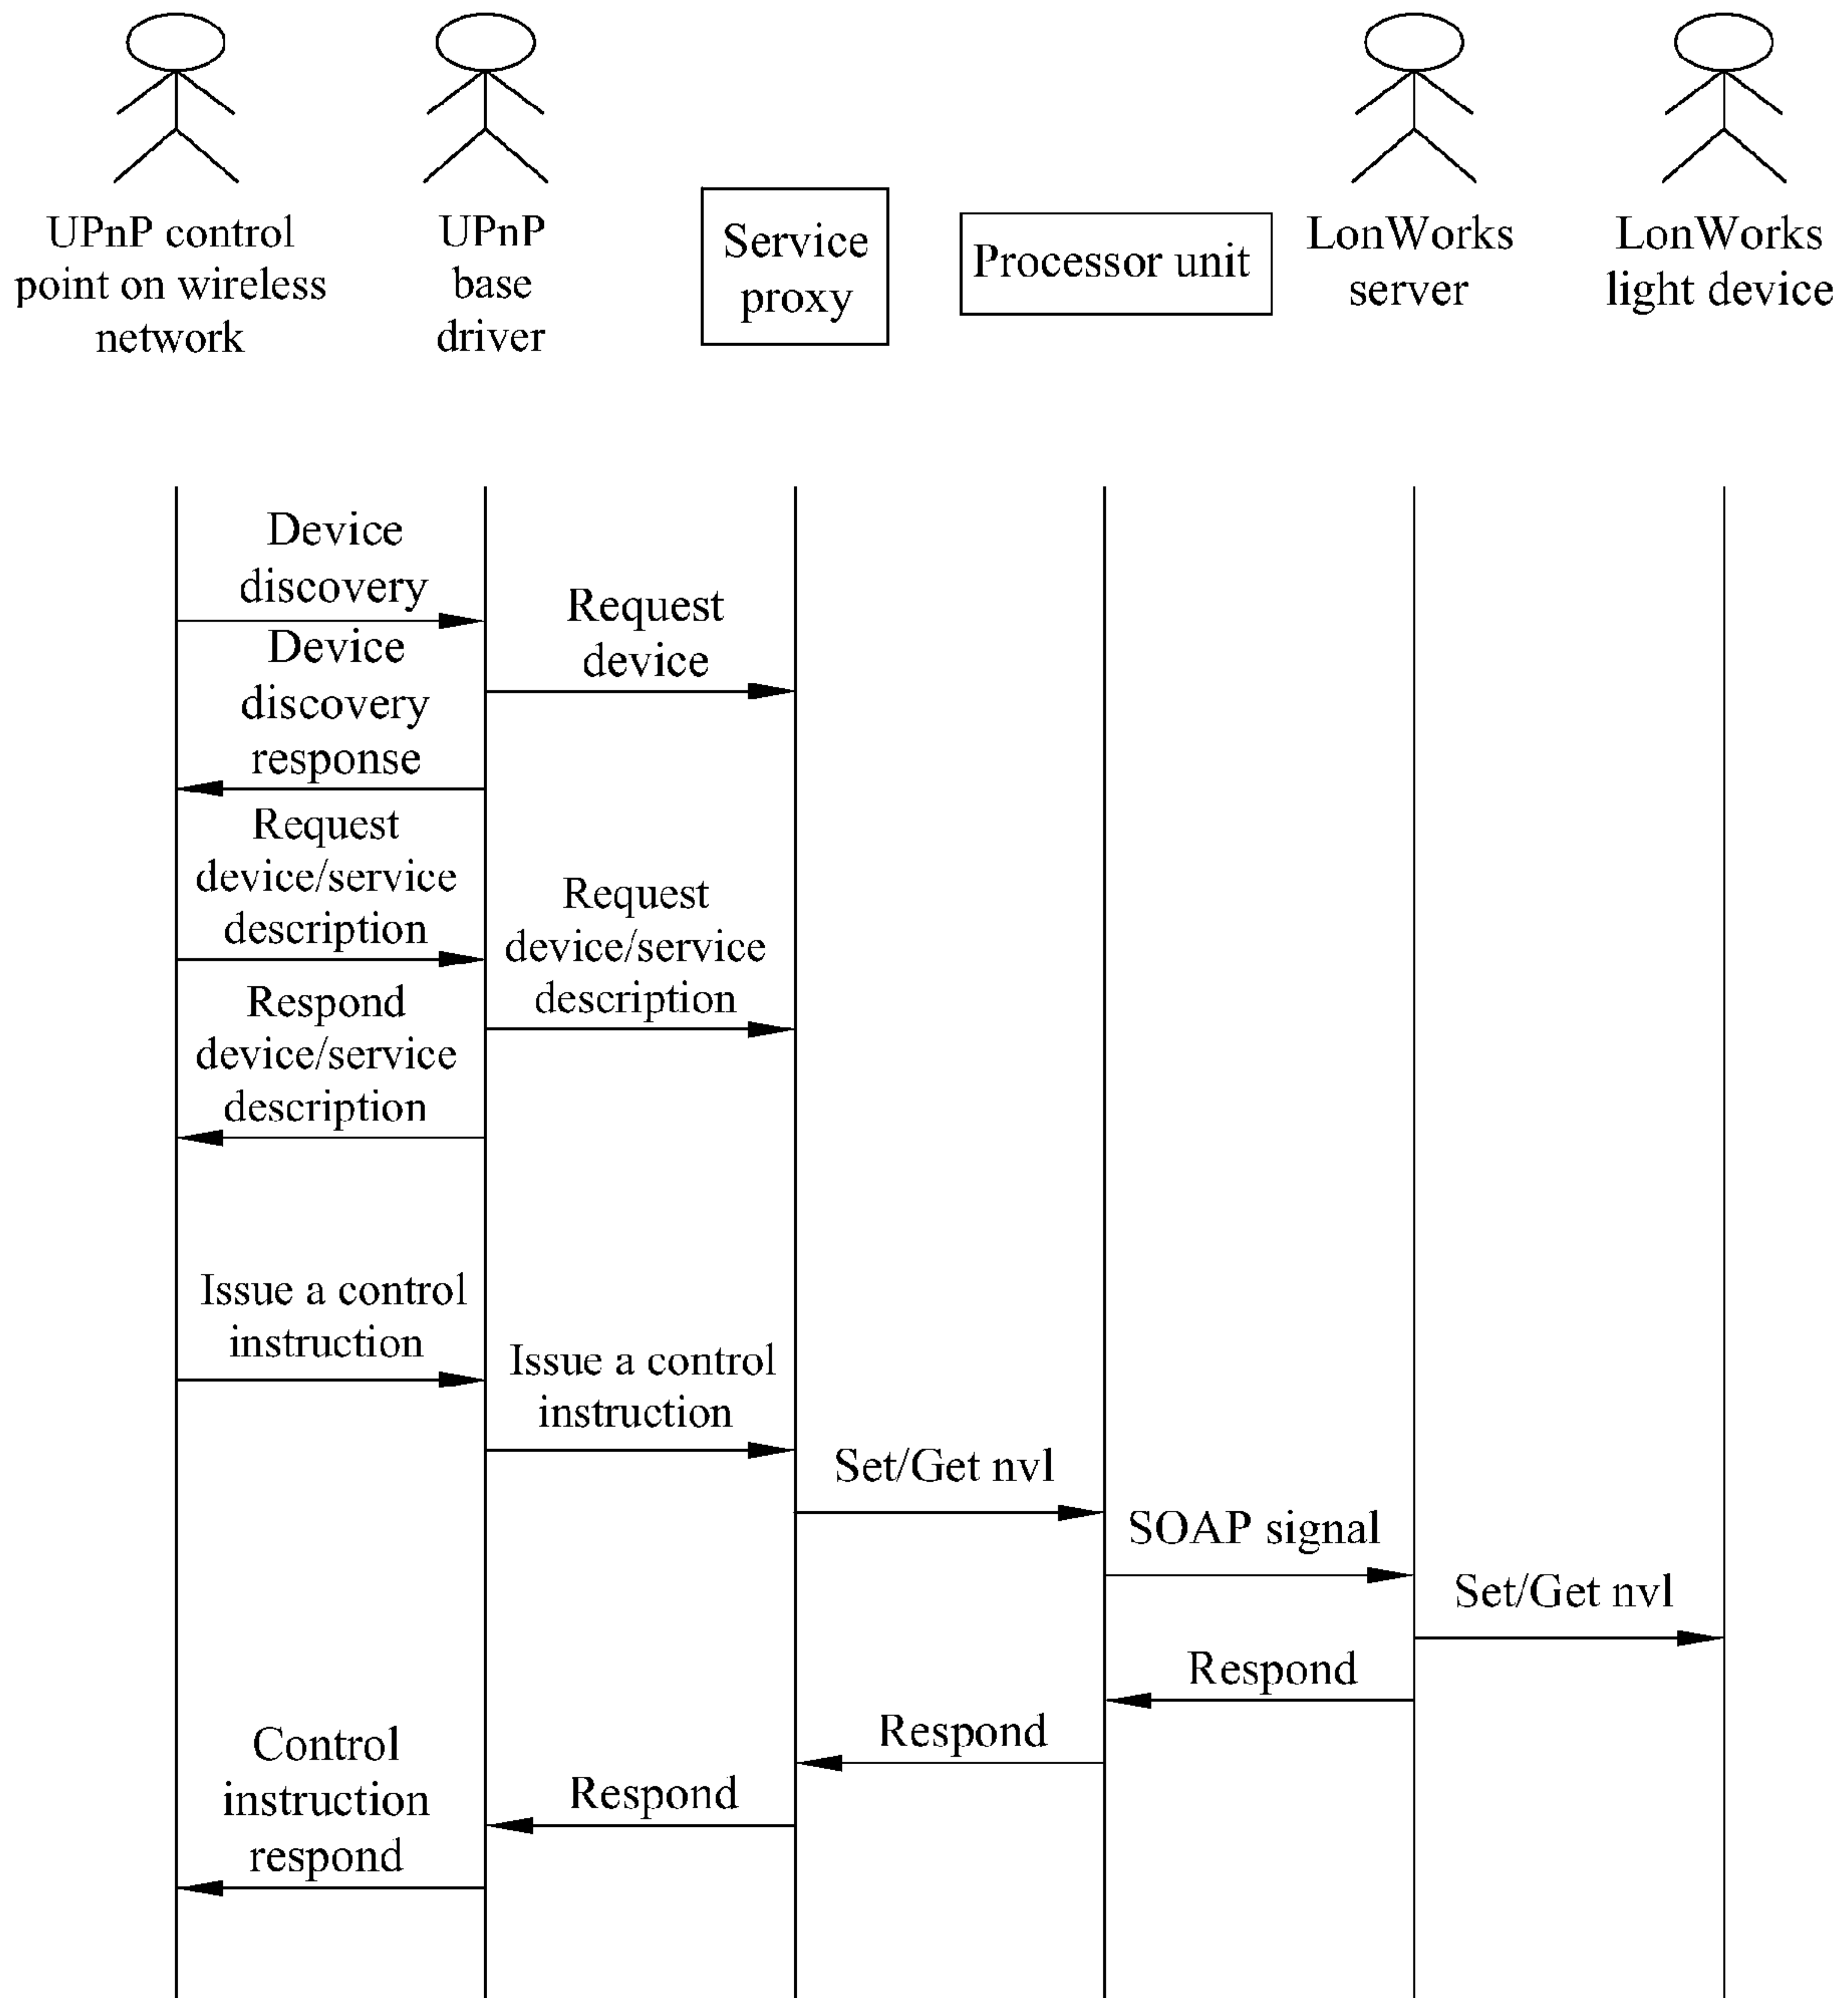 UPnP control
point on wireless
network
UPnP
base
driver
Service
proxy
Processor unit
LonWorks
server
LonWorks
light device
Device
discovery
Request
device
Device
discovery
response
Request
device/service
description
Request
device/service
description
Respond
device/service
description
Issue a control
instruction
Issue a control
instruction
Set/Get nvl
SOAP signal
Set/Get nvl
Respond
Respond
Respond
Control
instruction
respond